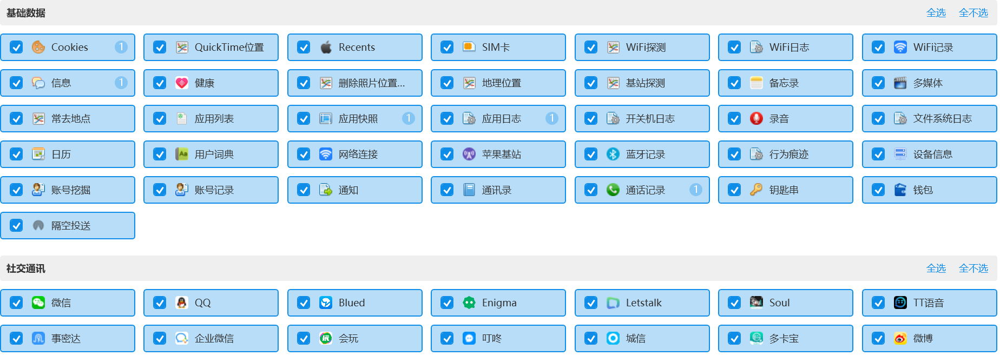 基础数据 全选 全不选
Cookies 1 QuickTime位置 Recents SIM卡 WiFi探测 WiFi日志 WiFi记录
信息 1 健康 删除照片位置... 地理位置 基站探测 备忘录 多媒体
常去地点 应用列表 应用快照 1 应用日志 1 开关机日志 录音 文件系统日志
日历 用户词典 网络连接 苹果基站 蓝牙记录 行为痕迹 设备信息
账号挖掘 账号记录 通知 通讯录 通话记录 1 钥匙串 钱包
隔空投送
社交通讯 全选 全不选
微信 QQ Blued Enigma Letstalk Soul TT语音
事密达 企业微信 会玩 叮咚 城信 多卡宝 微博